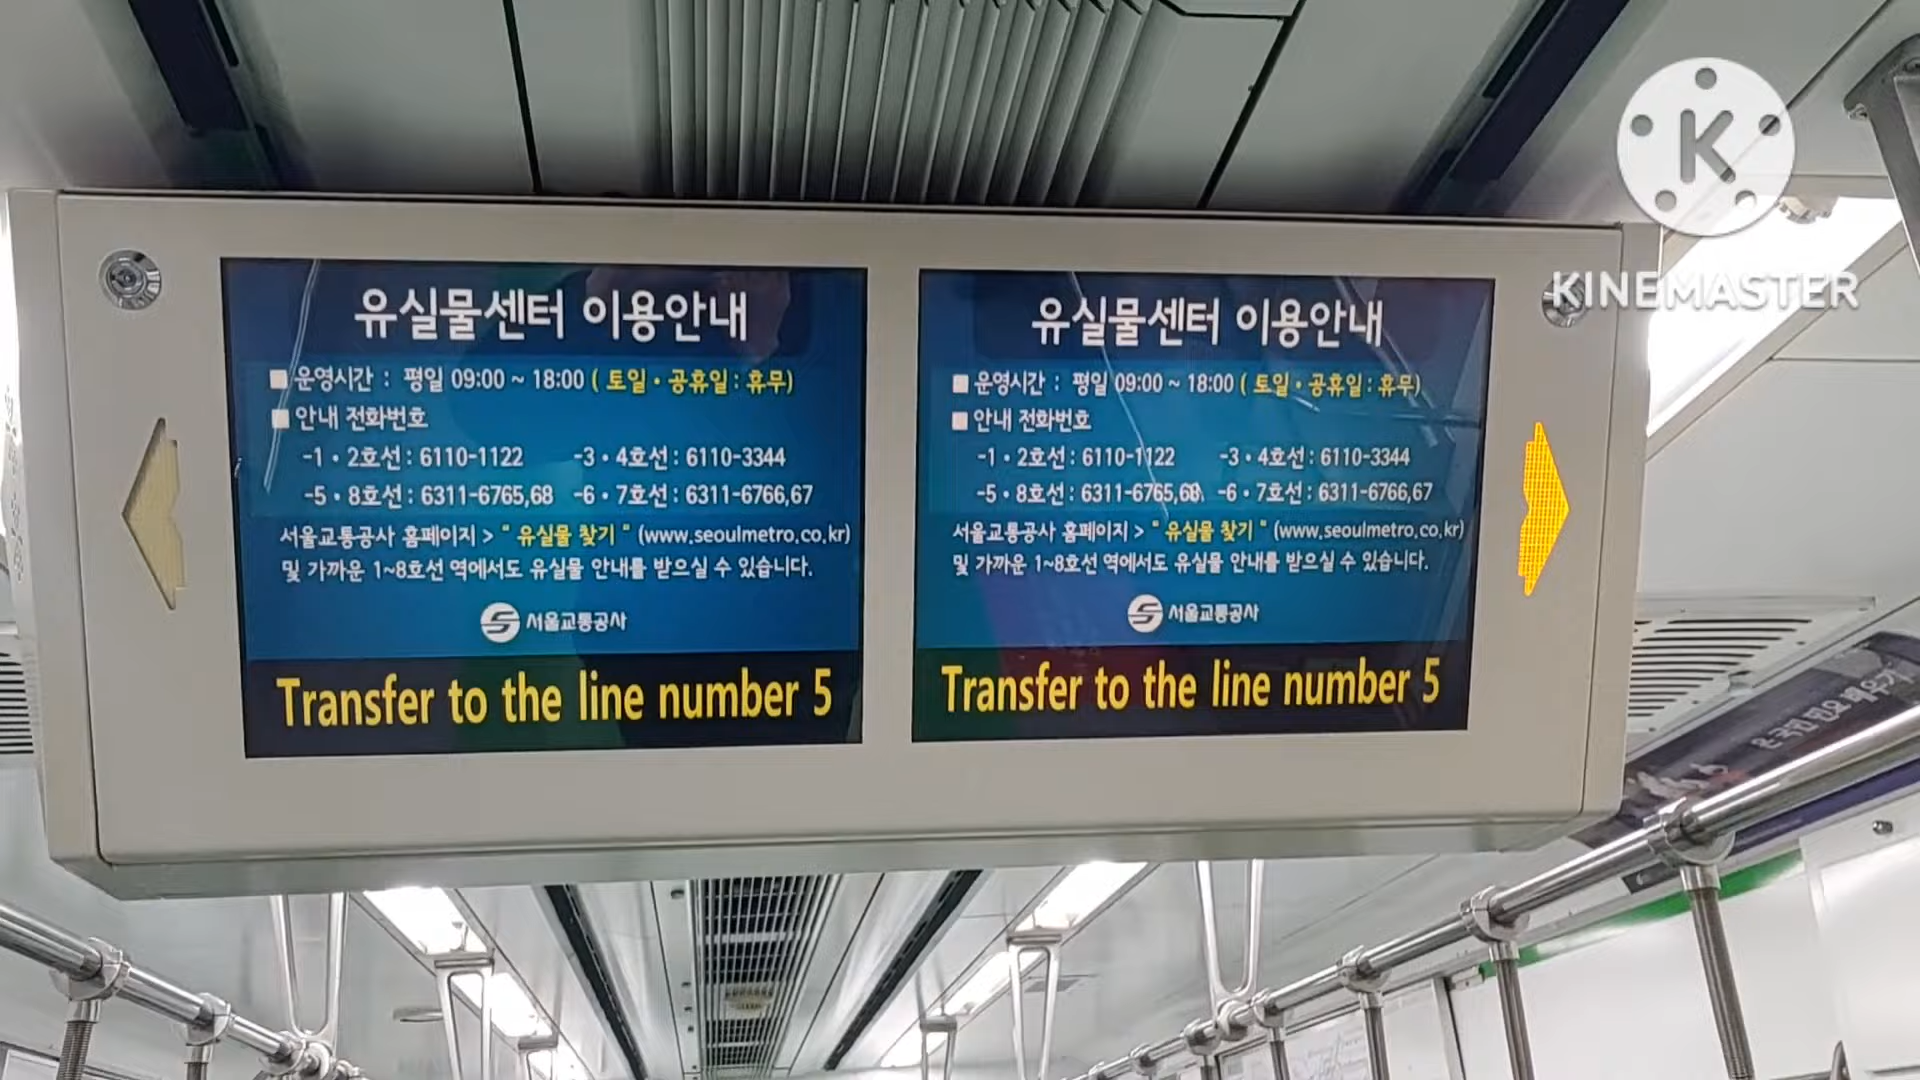 K
KINEMASTER
유실물센터 이용안내
■ 운영시간 : 평일 09:00 ~ 18:00 ( 토일 · 공휴일 : 휴무)
■ 안내 전화번호
-1 · 2호선 : 6110-1122 -3 · 4호선 : 6110-3344
-5 · 8호선 : 6311-6765,68 -6 · 7호선 : 6311-6766,67
서울교통공사 홈페이지 > " 유실물 찾기 " (www.seoulmetro.co.kr)
및 가까운 1~8호선 역에서도 유실물 안내를 받으실 수 있습니다.
서울교통공사
Transfer to the line number 5
유실물센터 이용안내
■ 운영시간 : 평일 09:00 ~ 18:00 ( 토일 · 공휴일 : 휴무)
■ 안내 전화번호
-1 · 2호선 : 6110-1122 -3 · 4호선 : 6110-3344
-5 · 8호선 : 6311-6765,68 -6 · 7호선 : 6311-6766,67
서울교통공사 홈페이지 > " 유실물 찾기 " (www.seoulmetro.co.kr)
및 가까운 1~8호선 역에서도 유실물 안내를 받으실 수 있습니다.
서울교통공사
Transfer to the line number 5